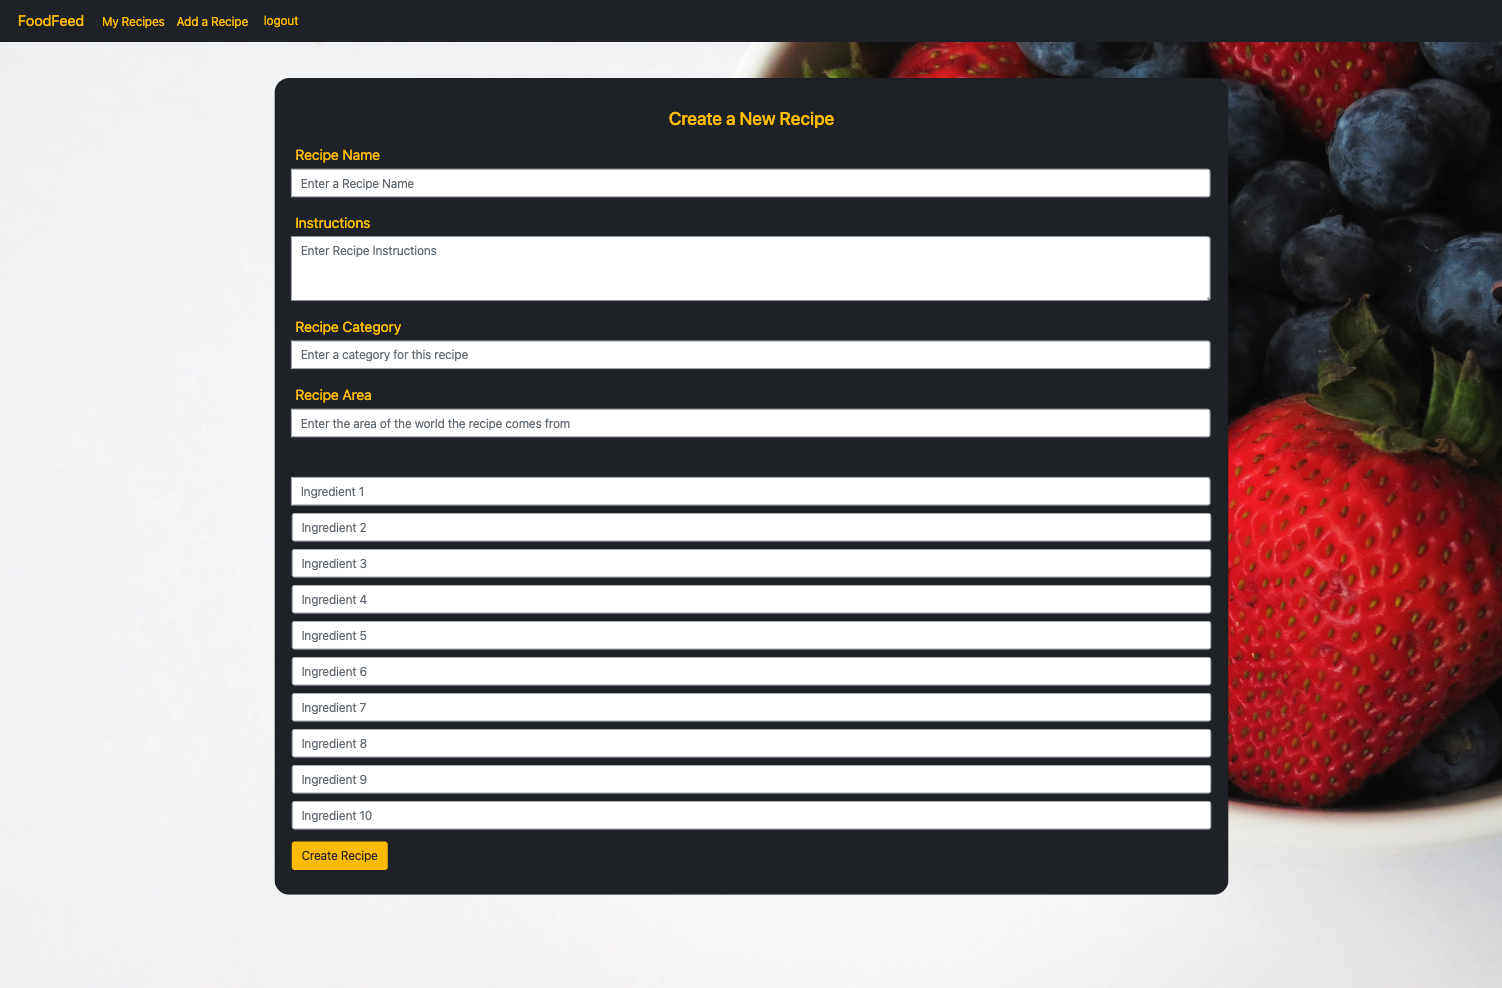 FoodFeed My Recipes Add a Recipe logout
Create a New Recipe
Recipe Name
Enter a Recipe Name
Instructions
Enter Recipe Instructions
Recipe Category
Enter a category for this recipe
Recipe Area
Enter the area of the world the recipe comes from
Ingredient 1
Ingredient 2
Ingredient 3
Ingredient 4
Ingredient 5
Ingredient 6
Ingredient 7
Ingredient 8
Ingredient 9
Ingredient 10
Create Recipe